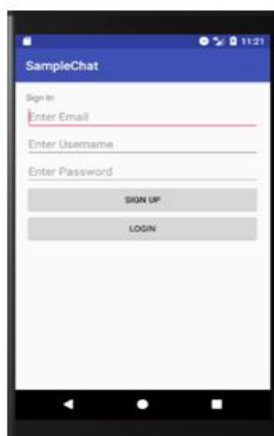 11:21
SampleChat
Sign In
Enter Email
Enter Username
Enter Password
SIGN UP
LOGIN